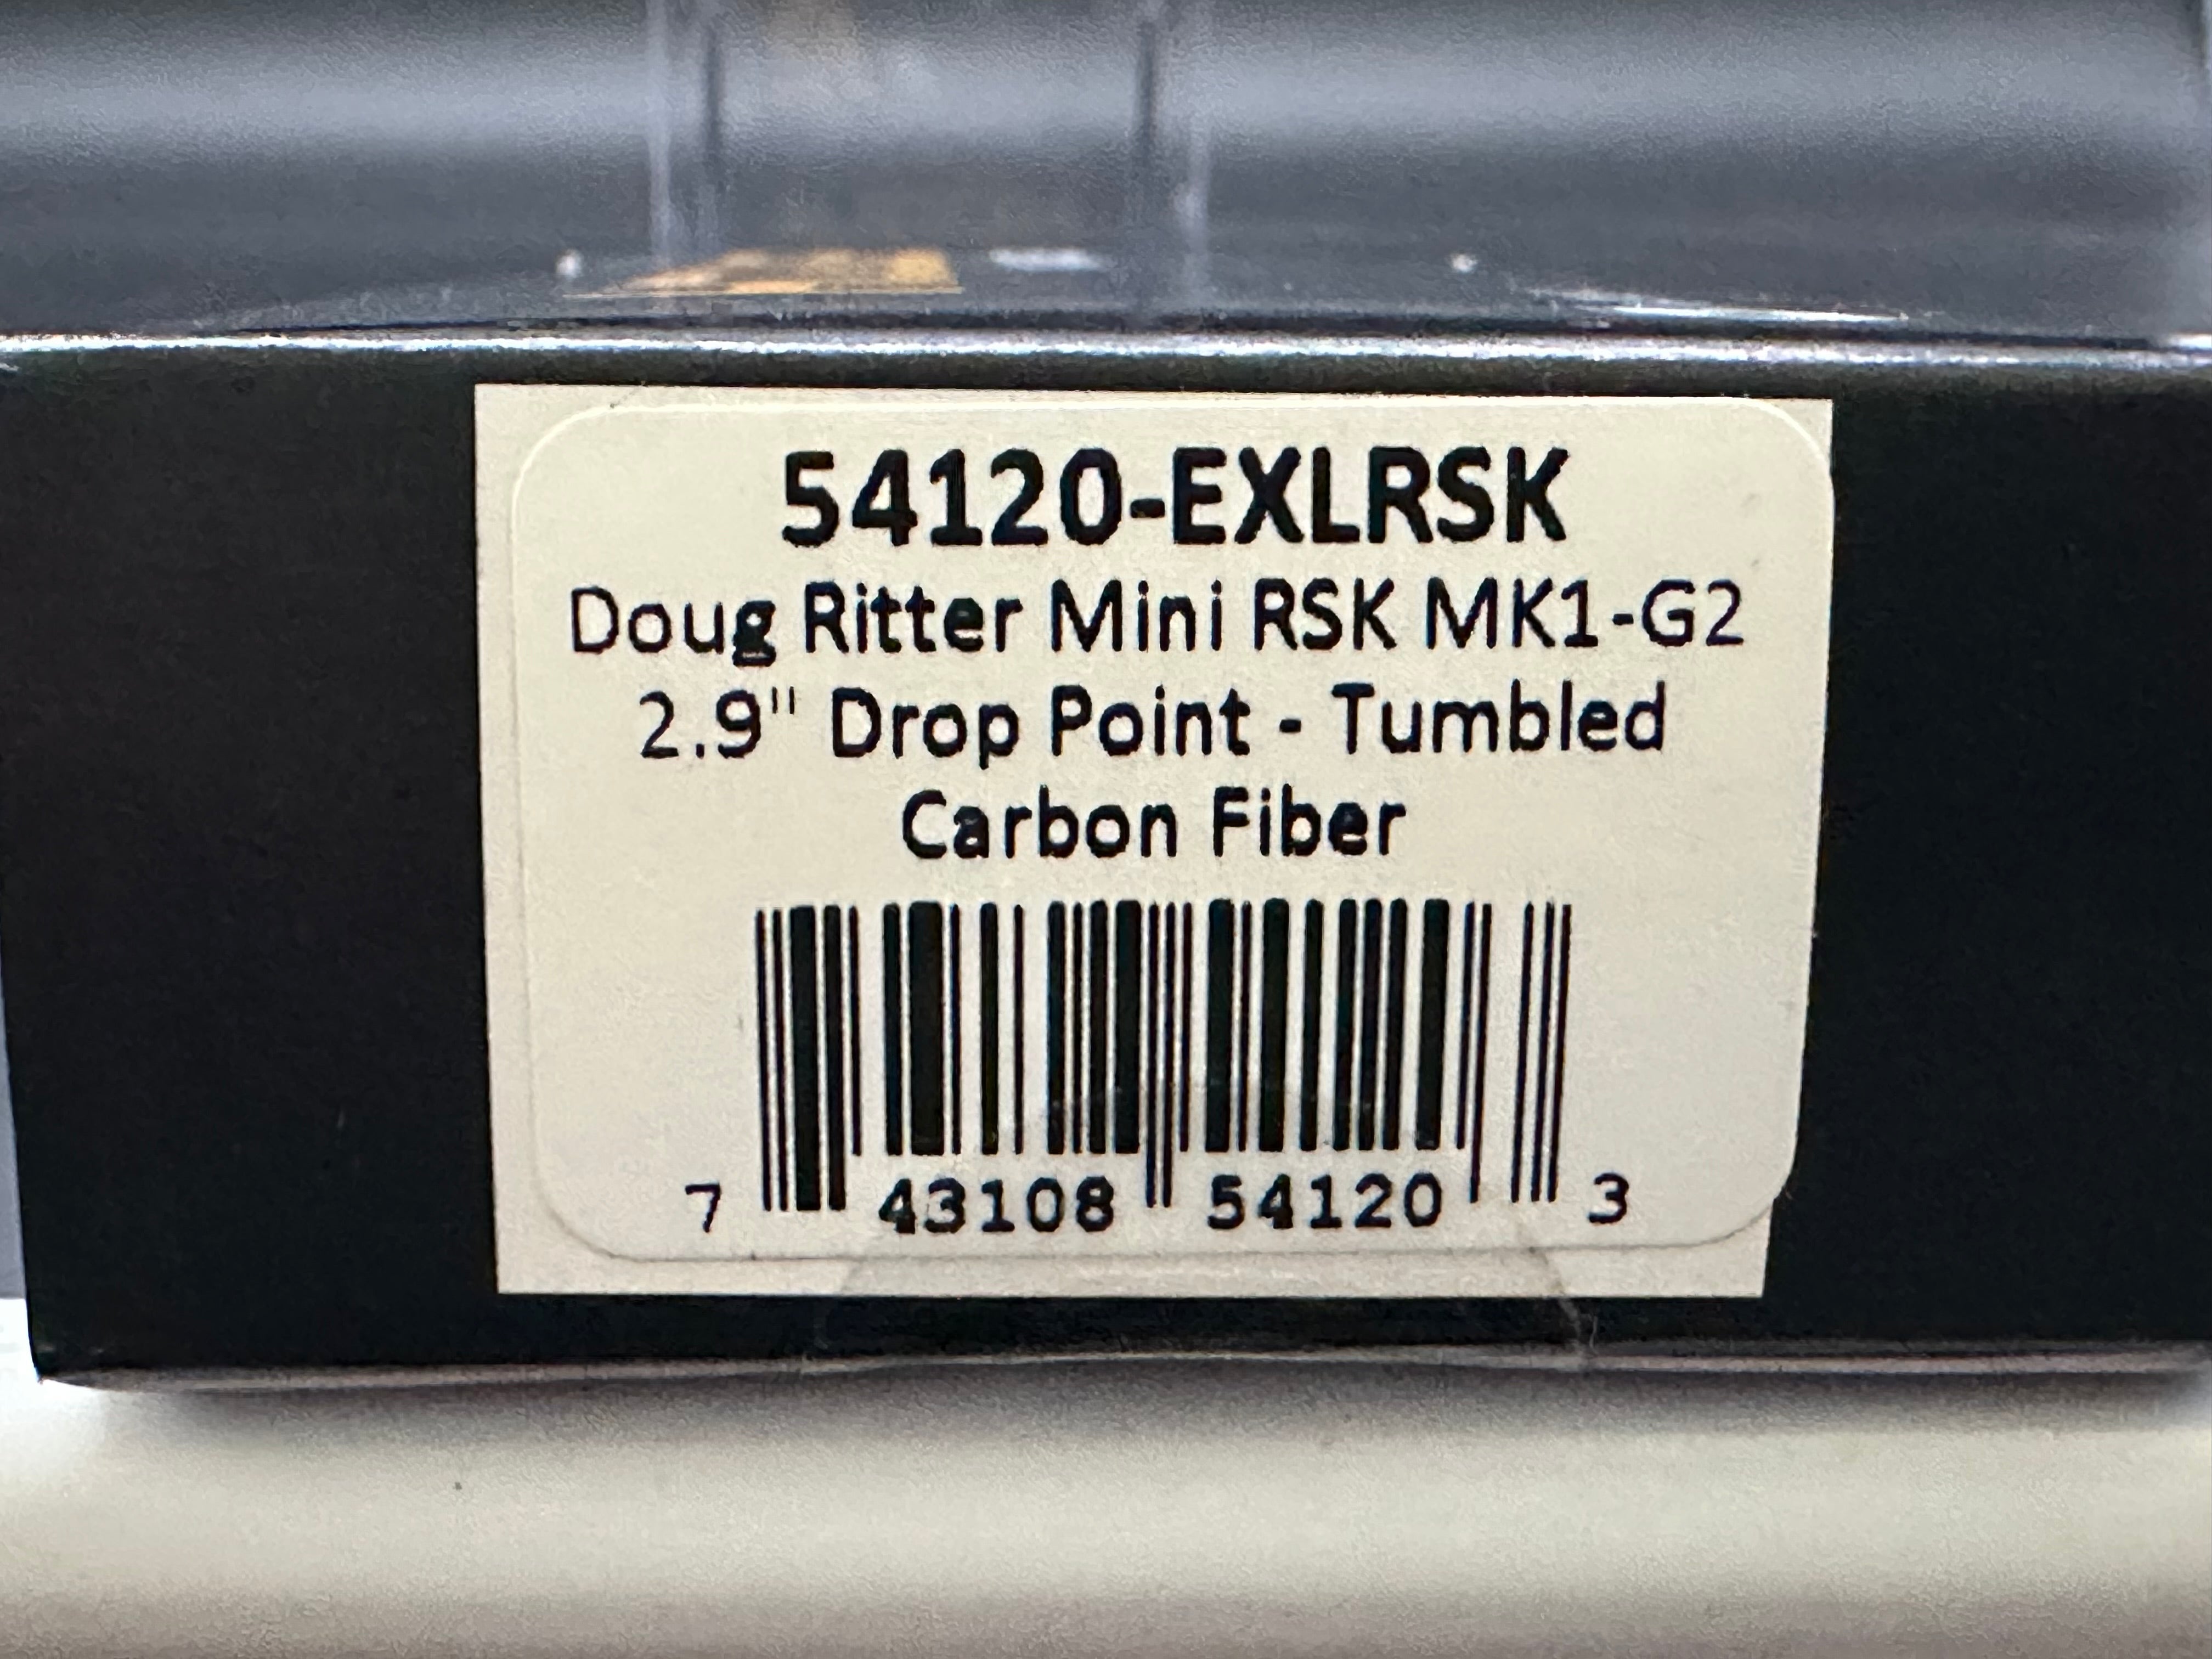 54120-EXLRSK
Doug Ritter Mini RSK MK1-G2
2.9" Drop Point - Tumbled
Carbon Fiber
7 43108 54120 3